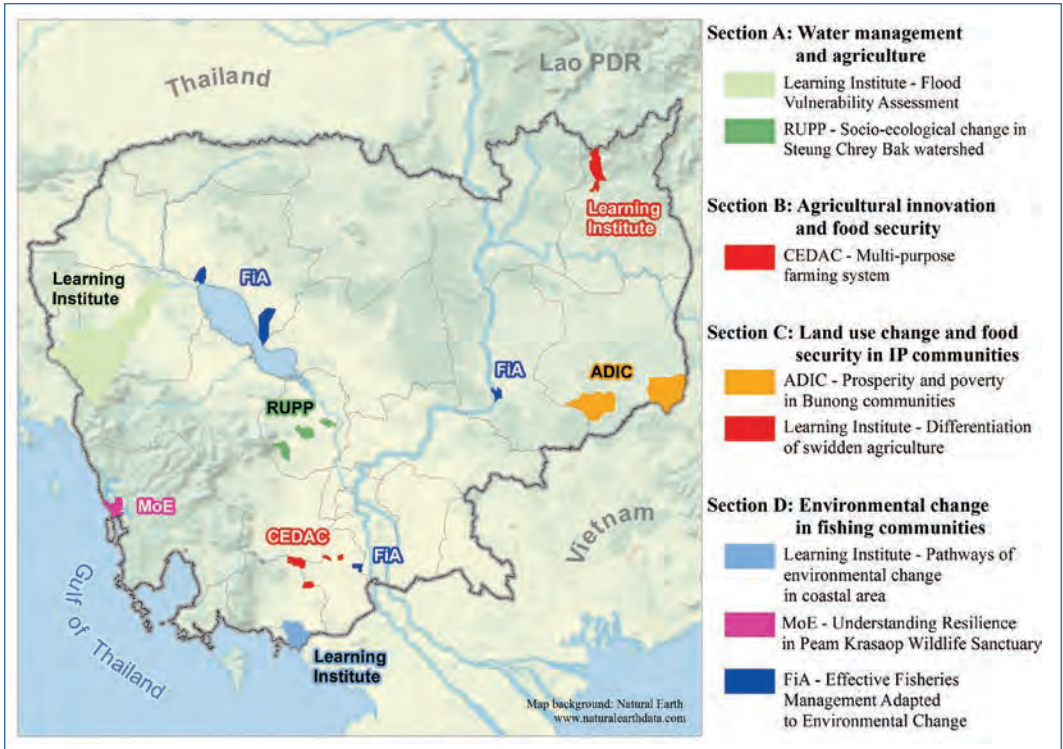 Thailand
Lao PDR
Learning
Institute
Learning
Institute
FiA
FiA
ADIC
RUPP
MoE
CEDAC
FiA
Vietnam
Gulf of Thailand
Learning
Institute
Map background: Natural Earth
www.naturalearthdata.com
Section A: Water management
and agriculture
Learning Institute - Flood
Vulnerability Assessment
RUPP - Socio-ecological change in
Steung Chrey Bak watershed
Section B: Agricultural innovation
and food security
CEDAC - Multi-purpose
farming system
Section C: Land use change and food
security in IP communities
ADIC - Prosperity and poverty
in Bunong communities
Learning Institute - Differentiation
of swidden agriculture
Section D: Environmental change
in fishing communities
Learning Institute - Pathways of
environmental change
in coastal area
MoE - Understanding Resilience
in Peam Krasaop Wildlife Sanctuary
FiA - Effective Fisheries
Management Adapted
to Environmental Change